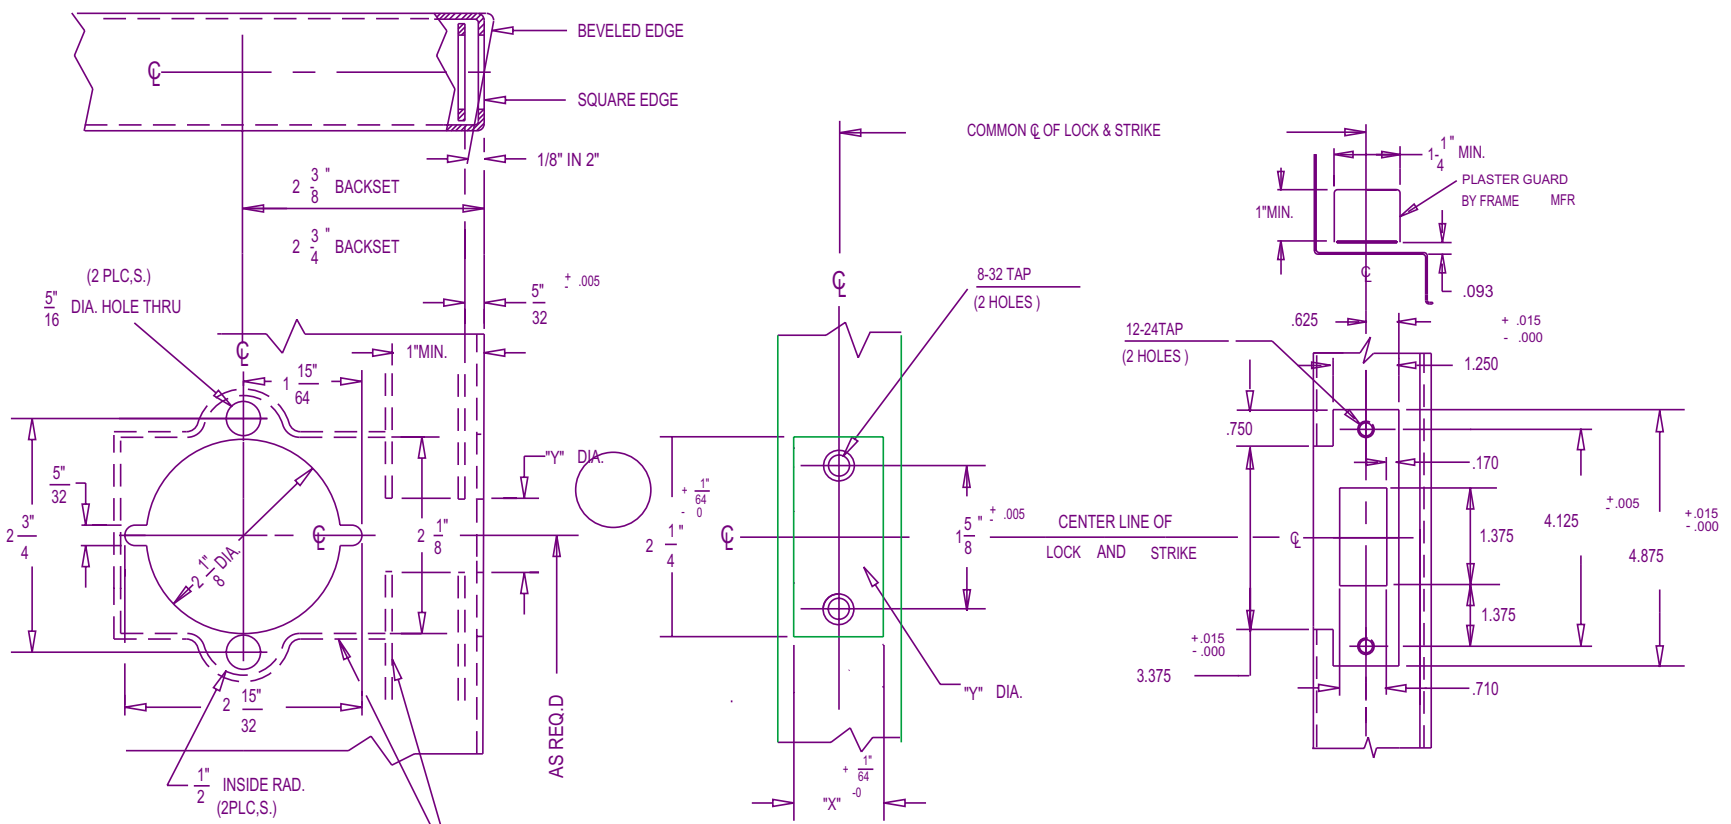 BEVELED EDGE
℄
SQUARE EDGE
1/8" IN 2"
2 3/8" BACKSET
2 3/4" BACKSET
(2 PLC,S.)
5/16" DIA. HOLE THRU
5/32" +- .005
℄
1"MIN.
1 15/64"
5/32"
2 3/4"
℄
2 1/8" DIA.
2 1/8"
"Y" DIA.
2 15/32"
1/2" INSIDE RAD.
(2PLC,S.)
AS REQ.D
COMMON ℄ OF LOCK & STRIKE
℄
8-32 TAP
(2 HOLES )
+ 1/64"
- 0
2 1/4"
℄
1 5/8" +- .005
CENTER LINE OF
LOCK AND STRIKE
"Y" DIA.
+ 1/64"
-0
"X"
1-1/4" MIN.
PLASTER GUARD
BY FRAME MFR
1"MIN.
℄
.093
.625
+ .015
- .000
12-24TAP
(2 HOLES )
1.250
.750
.170
℄
1.375
4.125
+- .005
4.875
+.015
-.000
1.375
+.015
-.000
3.375
.710